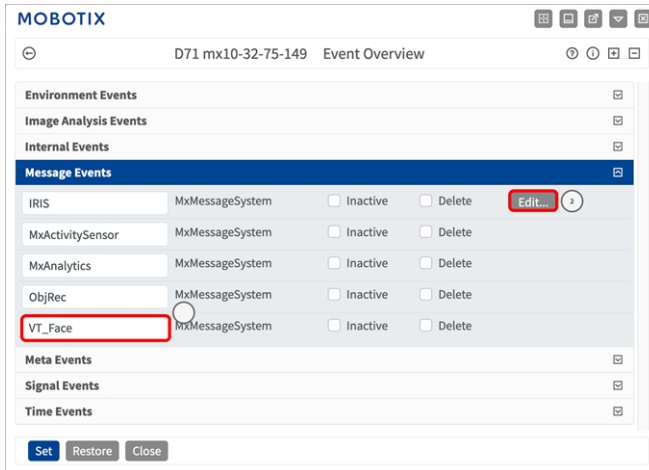 MOBOTIX
D71 mx10-32-75-149 Event Overview
Environment Events
Image Analysis Events
Internal Events
Message Events
IRIS MxMessageSystem Inactive Delete Edit... 2
MxActivitySensor MxMessageSystem Inactive Delete
MxAnalytics MxMessageSystem Inactive Delete
ObjRec MxMessageSystem Inactive Delete
VT_Face MxMessageSystem Inactive Delete
Meta Events
Signal Events
Time Events
Set Restore Close